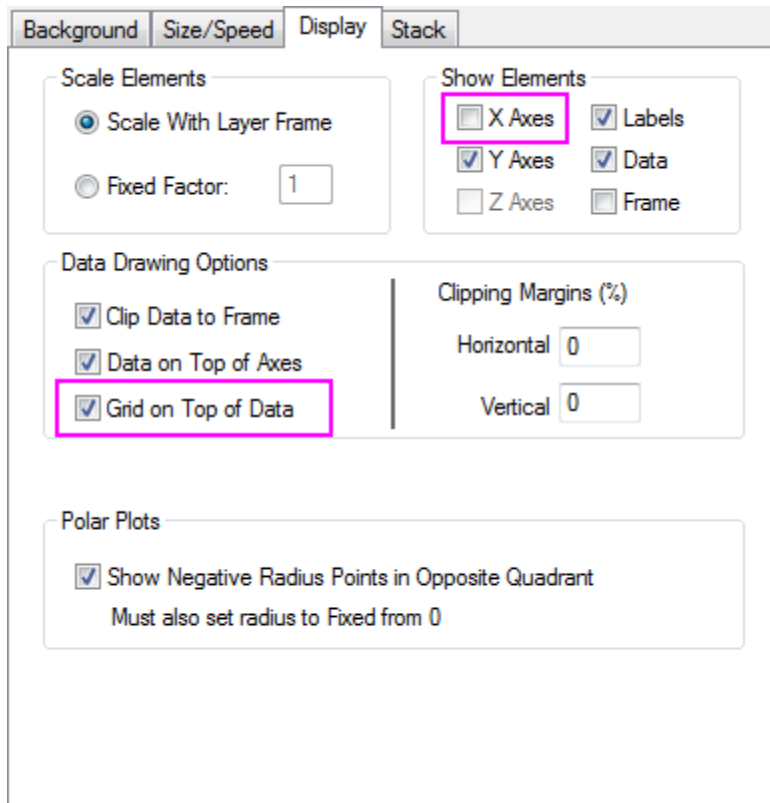 Background Size/Speed Display Stack
Scale Elements
Scale With Layer Frame
Fixed Factor: 1
Show Elements
X Axes Labels
Y Axes Data
Z Axes Frame
Data Drawing Options
Clip Data to Frame
Data on Top of Axes
Grid on Top of Data
Clipping Margins (%)
Horizontal 0
Vertical 0
Polar Plots
Show Negative Radius Points in Opposite Quadrant
Must also set radius to Fixed from 0